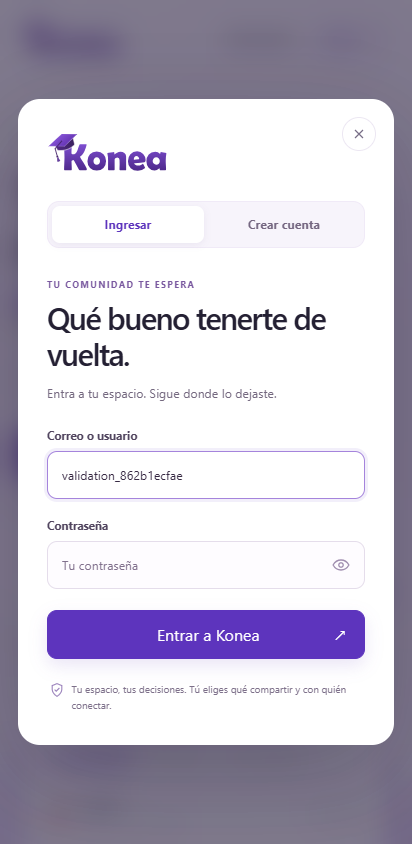 Konea
Ingresar
Crear cuenta
TU COMUNIDAD TE ESPERA
Qué bueno tenerte de
vuelta.
Entra a tu espacio. Sigue donde lo dejaste.
Correo o usuario
validation_862b1ecfae
Contraseña
Tu contraseña
Entrar a Konea ↗
Tu espacio, tus decisiones. Tú eliges qué compartir y con quién
conectar.